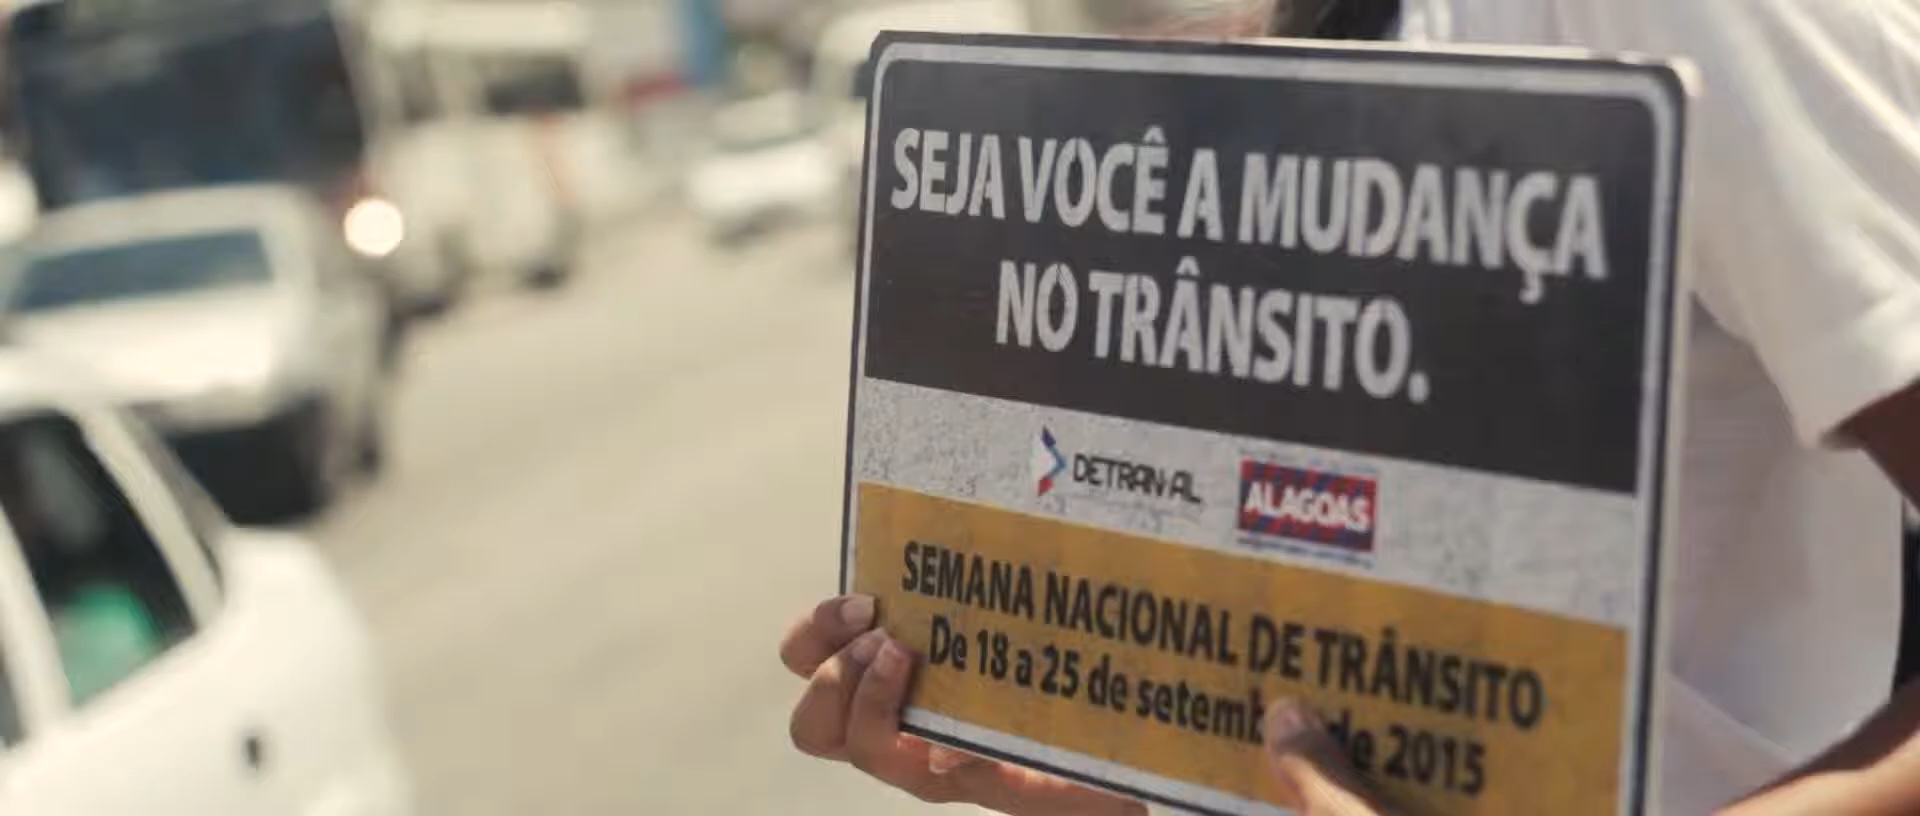 SEJA VOCÊ A MUDANÇA
NO TRÂNSITO.
DETRAN-AL
ALAGOAS
SEMANA NACIONAL DE TRÂNSITO
De 18 a 25 de setemb de 2015